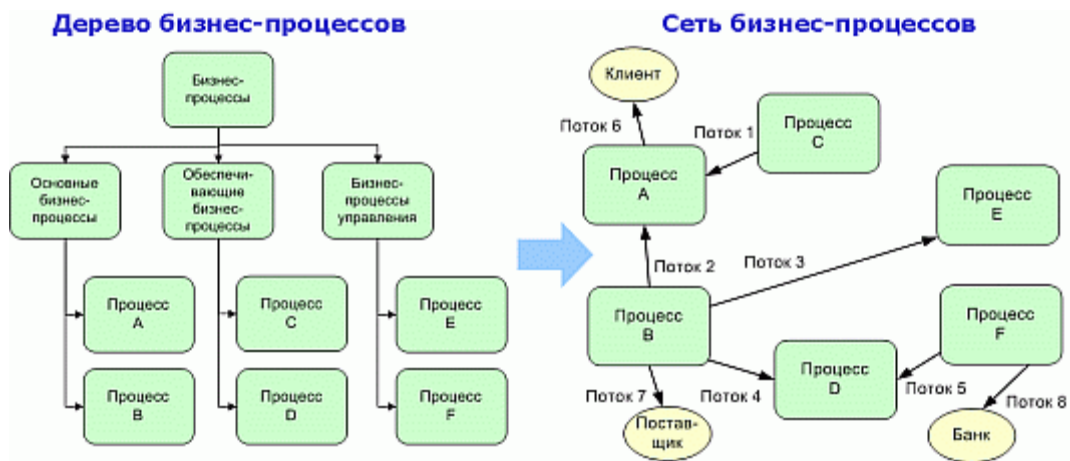 Дерево бизнес-процессов
Бизнес-
процессы
Основные
бизнес-
процессы
Обеспечи-
вающие
бизнес-
процессы
Бизнес-
процессы
управления
Процесс
A
Процесс
B
Процесс
C
Процесс
D
Процесс
E
Процесс
F
Сеть бизнес-процессов
Клиент
Поток 6
Поток 1
Процесс
C
Процесс
A
Процесс
E
Поток 2
Поток 3
Процесс
B
Процесс
F
Процесс
D
Поток 7
Поток 4
Поток 5
Поток 8
Постав-
щик
Банк